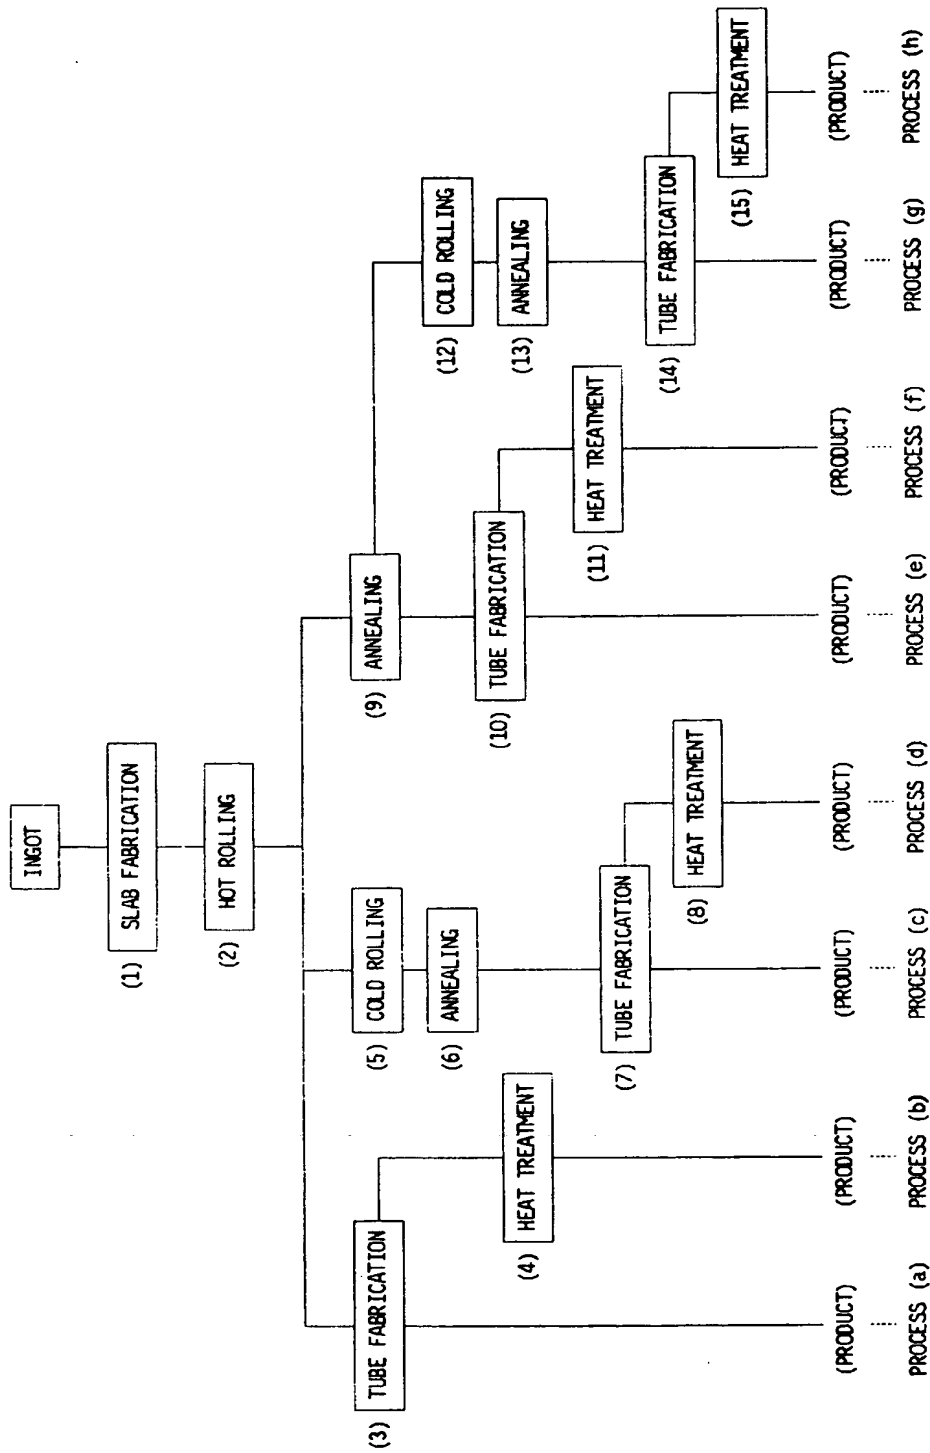 INGOT
(1) SLAB FABRICATION
(2) HOT ROLLING
(3) TUBE FABRICATION
(4) HEAT TREATMENT
(5) COLD ROLLING
(6) ANNEALING
(7) TUBE FABRICATION
(8) HEAT TREATMENT
(9) ANNEALING
(10) TUBE FABRICATION
(11) HEAT TREATMENT
(12) COLD ROLLING
(13) ANNEALING
(14) TUBE FABRICATION
(15) HEAT TREATMENT
(PRODUCT) (PRODUCT) (PRODUCT) (PRODUCT) (PRODUCT) (PRODUCT) (PRODUCT) (PRODUCT)
PROCESS (a) PROCESS (b) PROCESS (c) PROCESS (d) PROCESS (e) PROCESS (f) PROCESS (g) PROCESS (h)